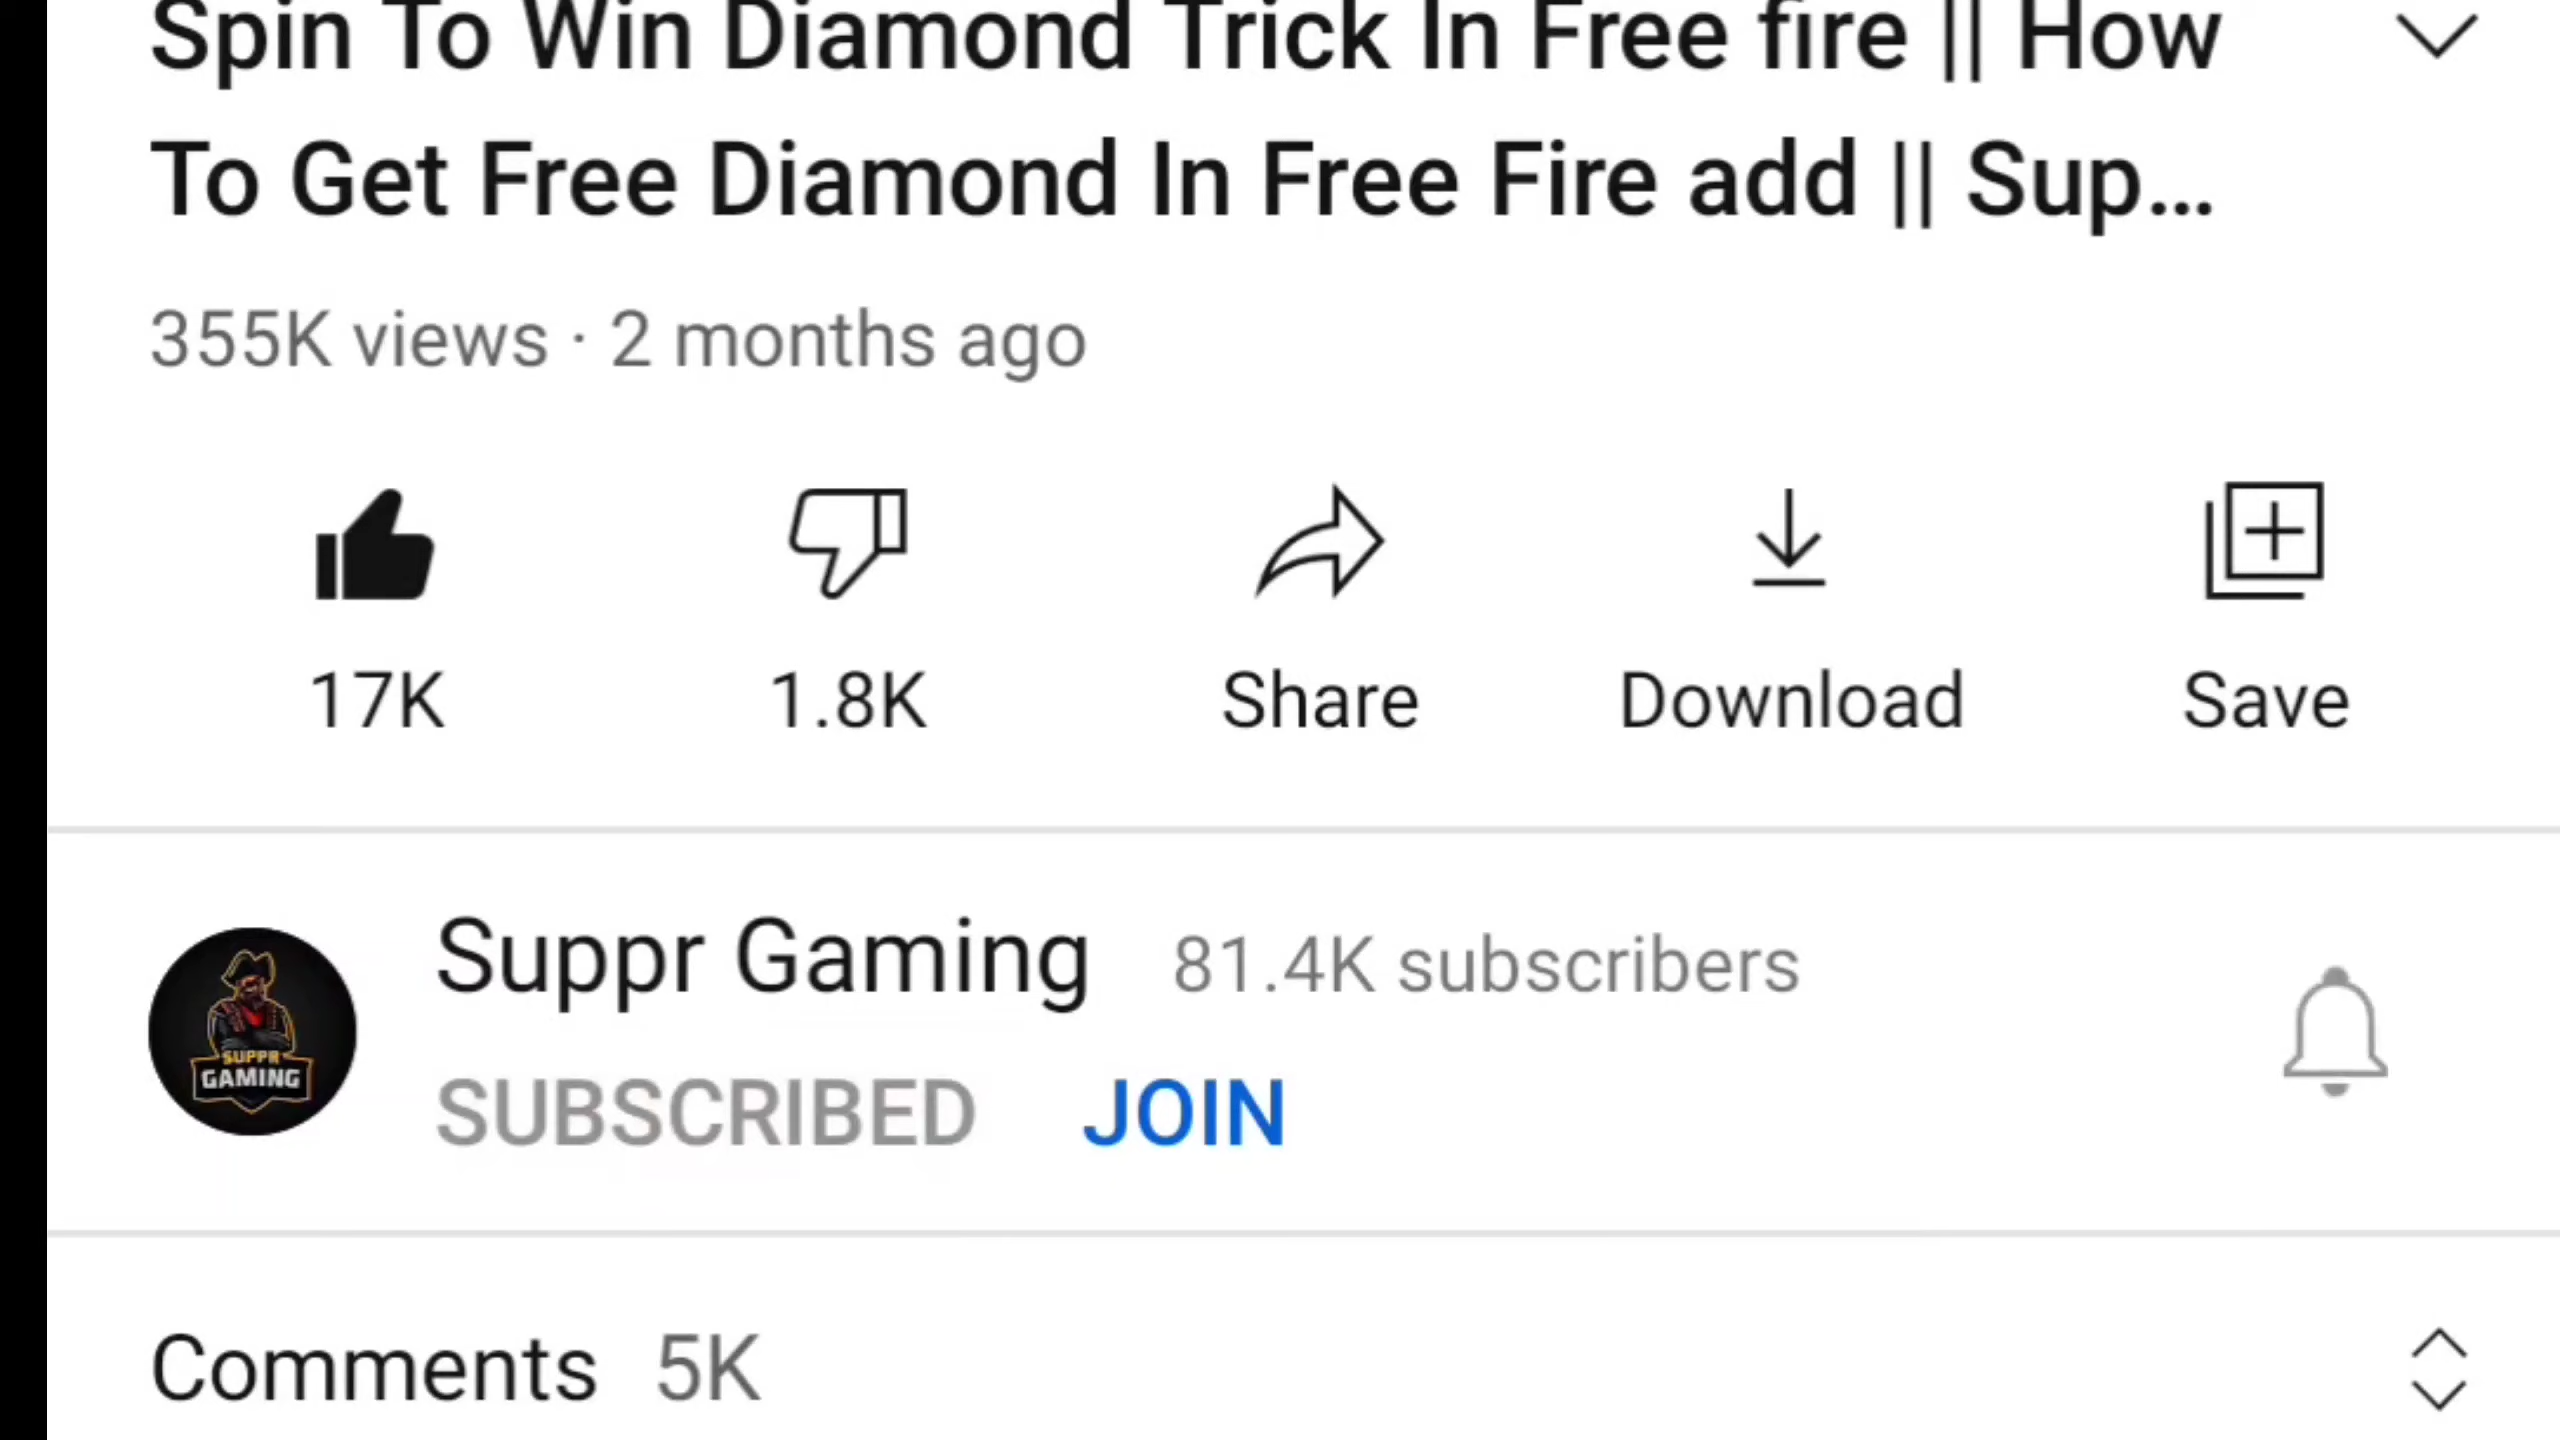 Spin To Win Diamond Trick In Free fire || How
To Get Free Diamond In Free Fire add || Sup...
355K views · 2 months ago
17K
1.8K
Share
Download
Save
Suppr Gaming 81.4K subscribers
SUPPR
GAMING
SUBSCRIBED JOIN
Comments 5K